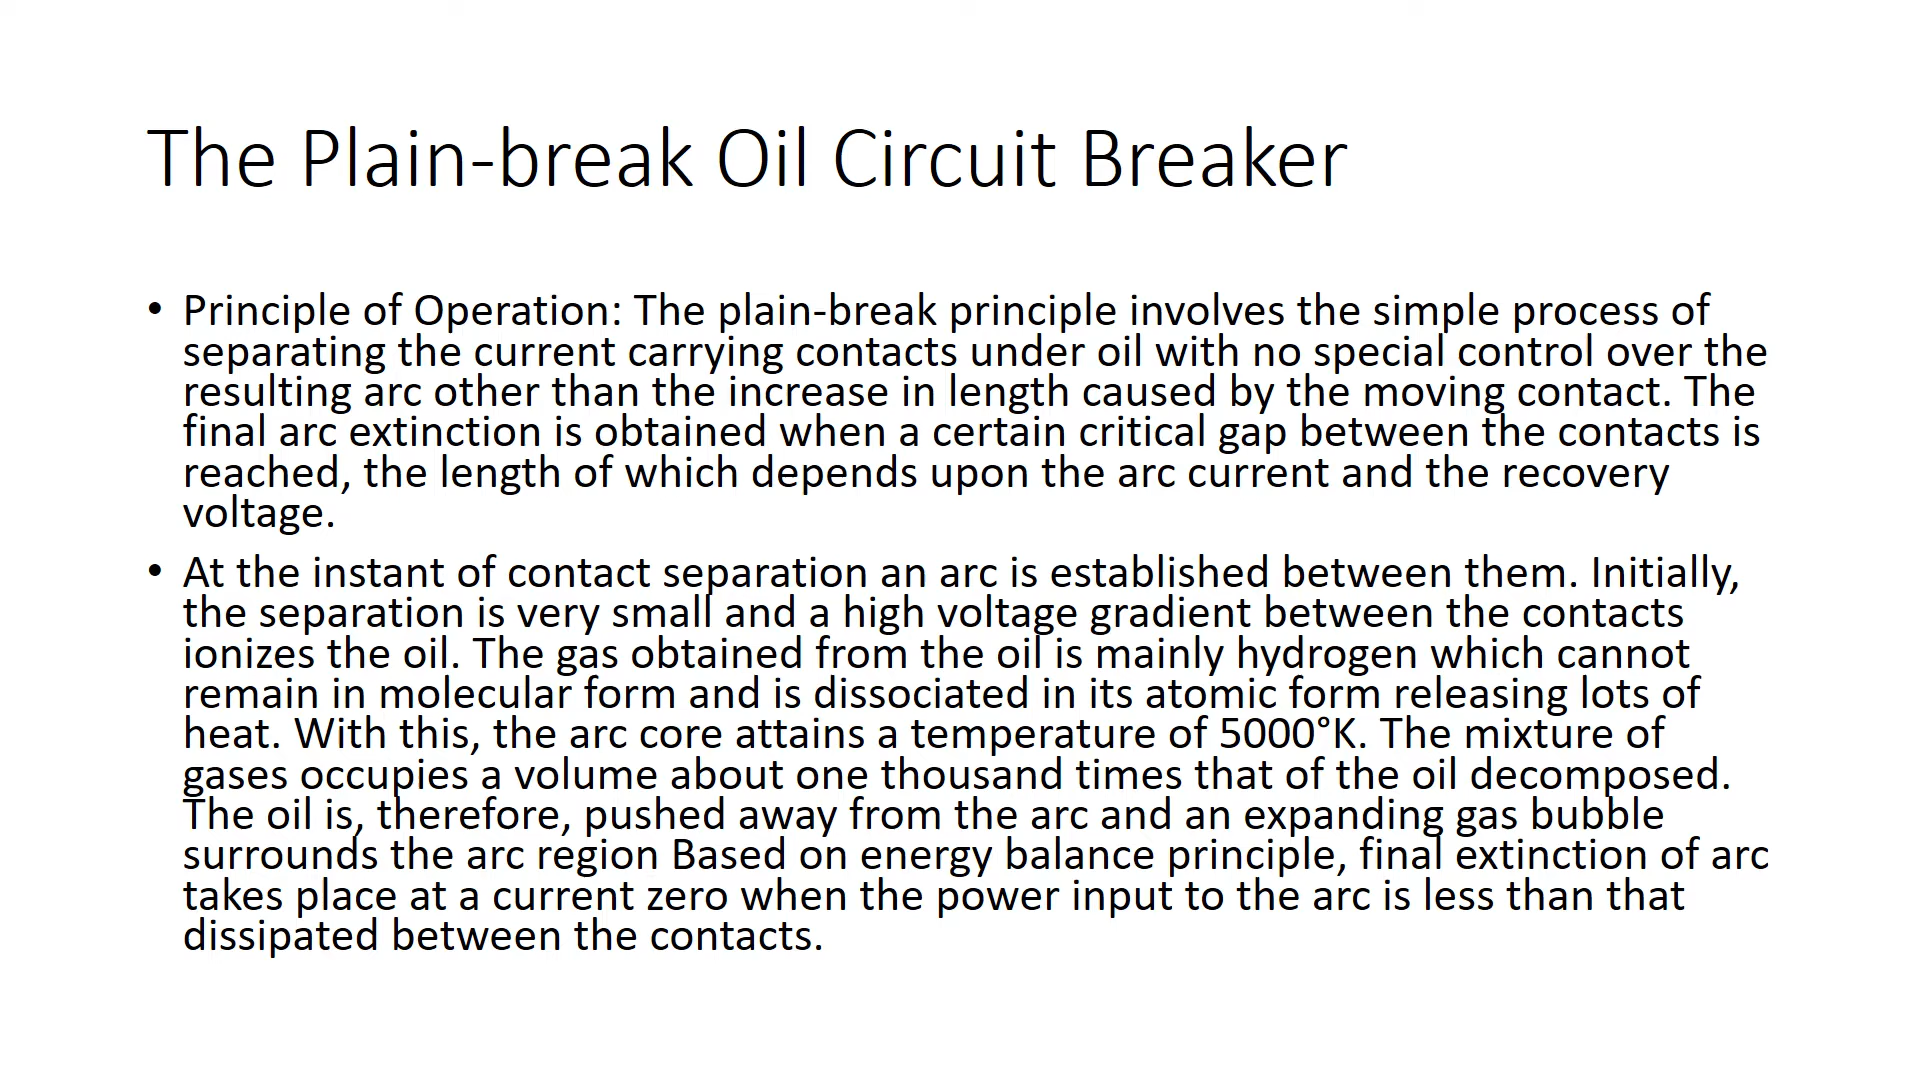 The Plain-break Oil Circuit Breaker
• Principle of Operation: The plain-break principle involves the simple process of
separating the current carrying contacts under oil with no special control over the
resulting arc other than the increase in length caused by the moving contact. The
final arc extinction is obtained when a certain critical gap between the contacts is
reached, the length of which depends upon the arc current and the recovery
voltage.
• At the instant of contact separation an arc is established between them. Initially,
the separation is very small and a high voltage gradient between the contacts
ionizes the oil. The gas obtained from the oil is mainly hydrogen which cannot
remain in molecular form and is dissociated in its atomic form releasing lots of
heat. With this, the arc core attains a temperature of 5000°K. The mixture of
gases occupies a volume about one thousand times that of the oil decomposed.
The oil is, therefore, pushed away from the arc and an expanding gas bubble
surrounds the arc region Based on energy balance principle, final extinction of arc
takes place at a current zero when the power input to the arc is less than that
dissipated between the contacts.